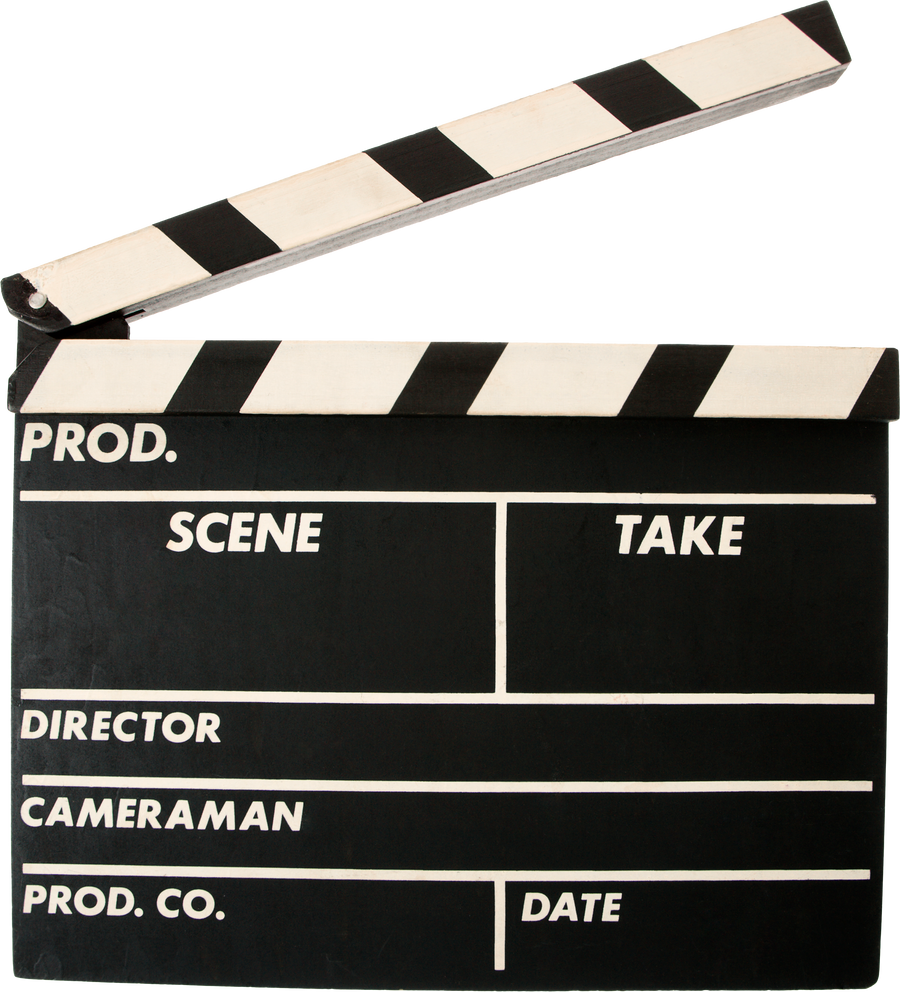 PROD.
SCENE TAKE
DIRECTOR
CAMERAMAN
PROD. CO. DATE